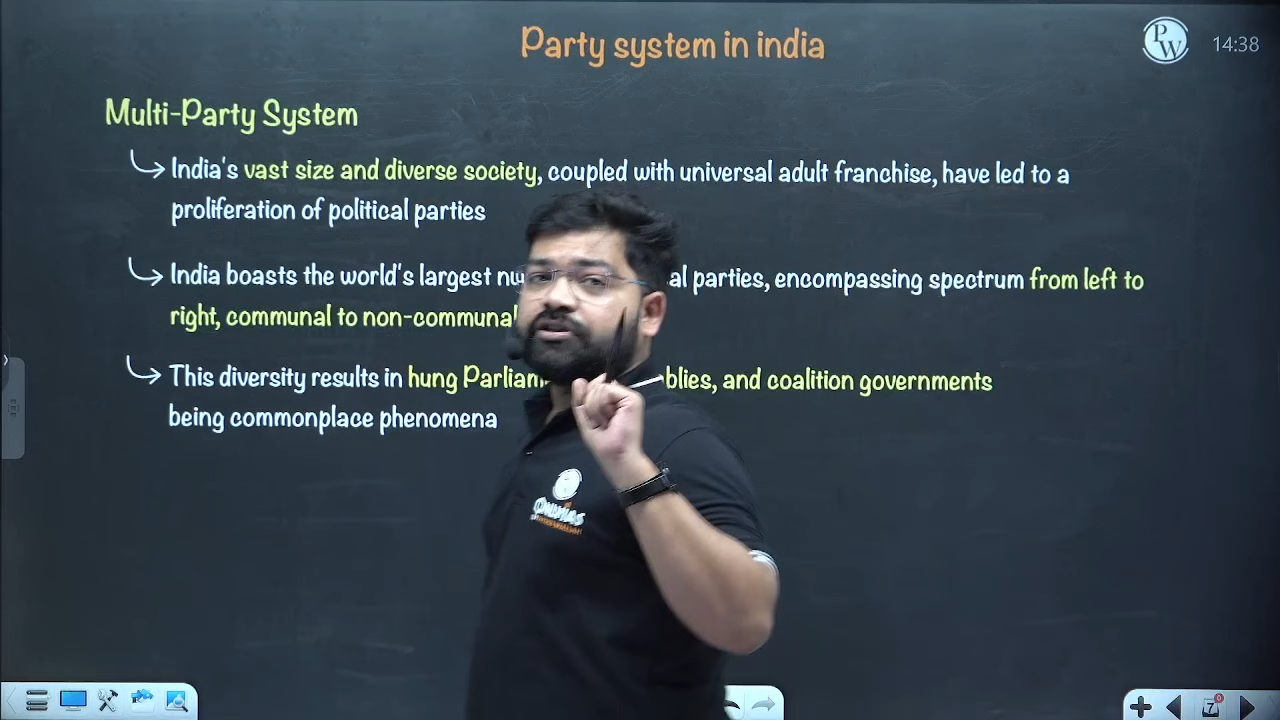 Party system in india
PW
14:38
Multi-Party System
India's vast size and diverse society, coupled with universal adult franchise, have led to a
proliferation of political parties
India boasts the world's largest al parties, encompassing spectrum from left to
right, communal to non-communal
This diversity results in hung blies, and coalition governments
being commonplace phenomena